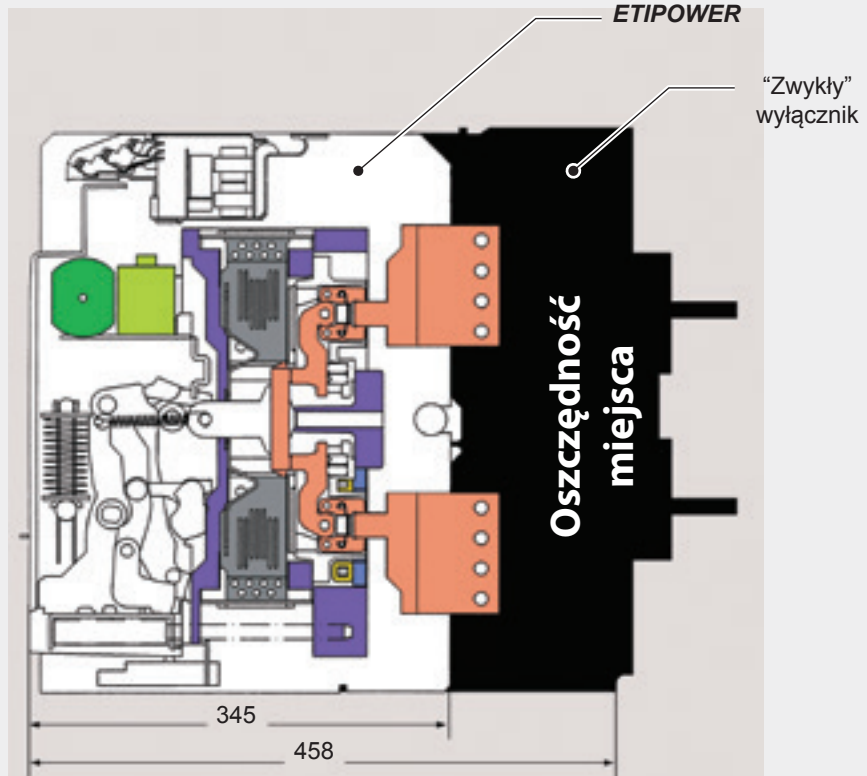 ETIPOWER
“Zwykły”
wyłącznik
Oszczędność
miejsca
345
458